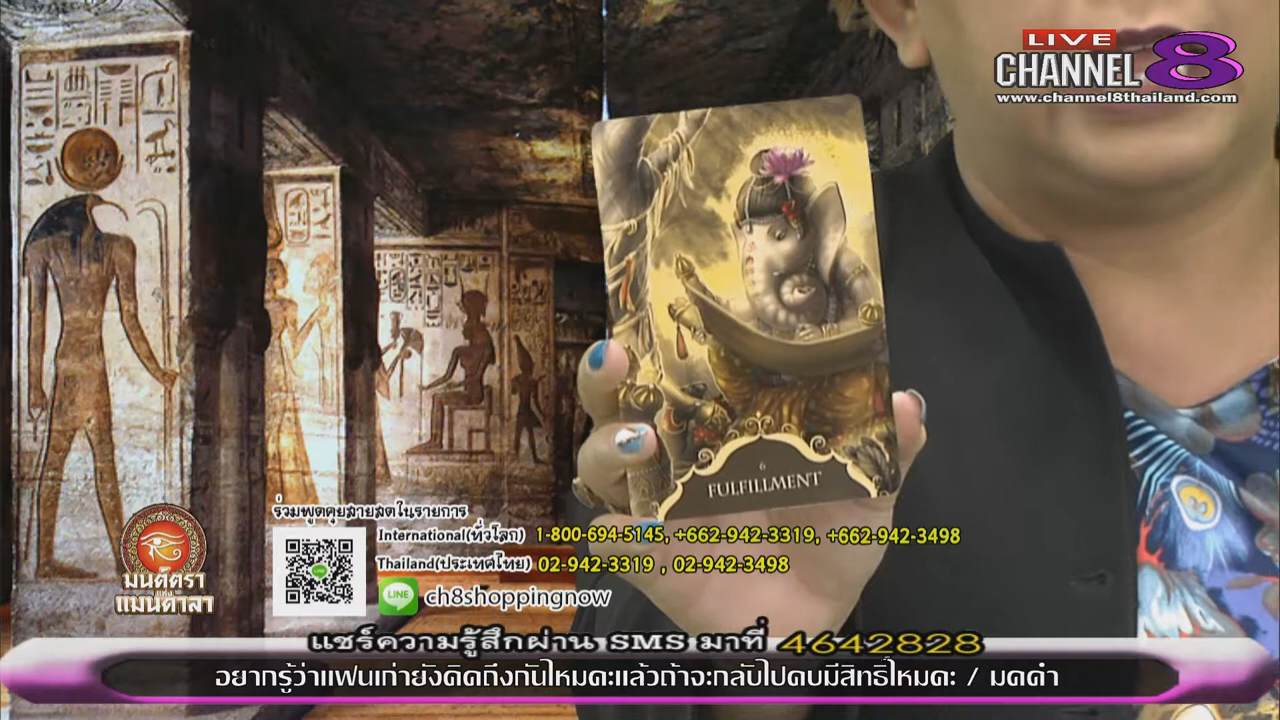 LIVE
CHANNEL 8
www.channel8thailand.com
6
FULFILLMENT
ร่วมพูดคุยสายสดในรายการ
International(ทั่วโลก) 1-800-694-5145, +662-942-3319, +662-942-3498
Thailand(ประเทศไทย) 02-942-3319 , 02-942-3498
LINE ch8shoppingnow
มนต์ตรา
แห่ง
แมนดาลา
แชร์ความรู้สึกผ่าน SMS มาที่ 4642828
อยากรู้ว่าแฟนเก่ายังคิดถึงกันไหมคะแล้วถ้าจะกลับไปคบมีสิทธิ์ไหมคะ / มดดำ